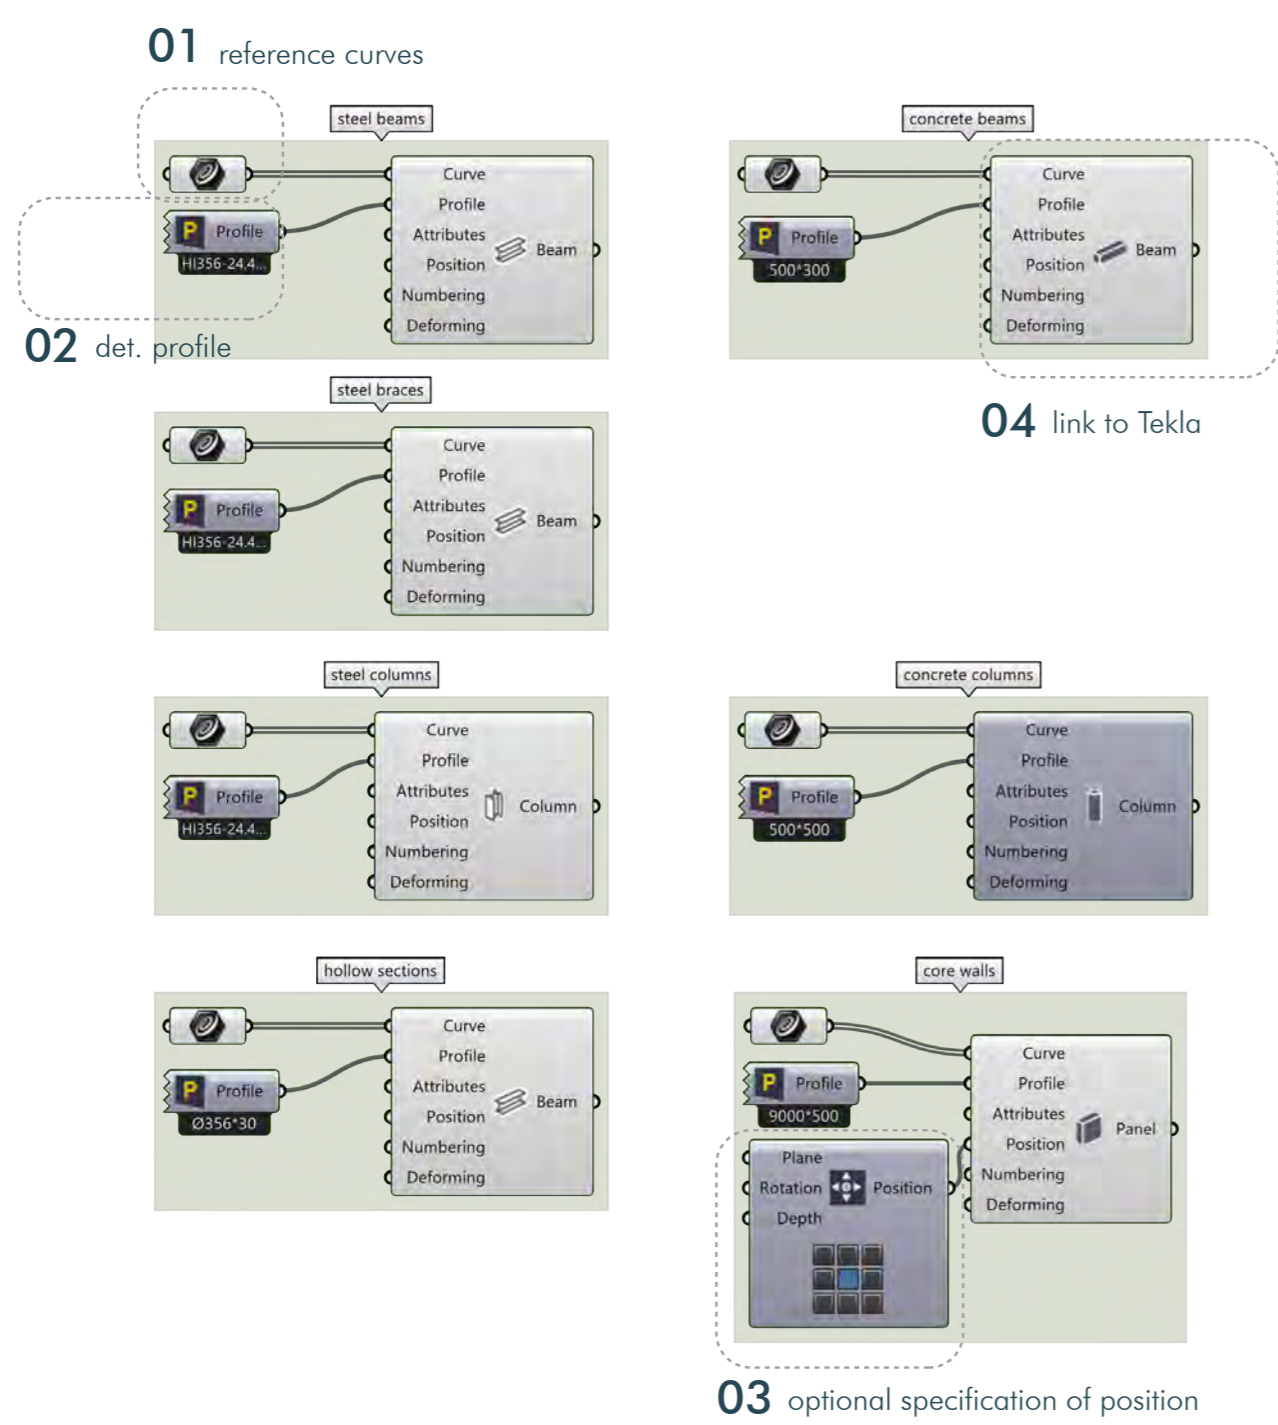 01 reference curves
steel beams
Curve
Profile
Profile
HI356-24.4...
Attributes
Position
Beam
Numbering
Deforming
02 det. profile
concrete beams
Curve
Profile
Profile
500*300
Attributes
Position
Beam
Numbering
Deforming
04 link to Tekla
steel braces
Curve
Profile
Profile
HI356-24.4...
Attributes
Position
Beam
Numbering
Deforming
steel columns
Curve
Profile
Profile
HI356-24.4...
Attributes
Position
Column
Numbering
Deforming
concrete columns
Curve
Profile
Profile
500*500
Attributes
Position
Column
Numbering
Deforming
hollow sections
Curve
Profile
Profile
Ø356*30
Attributes
Position
Beam
Numbering
Deforming
core walls
Curve
Profile
Profile
9000*500
Attributes
Position
Panel
Numbering
Deforming
Plane
Rotation
Position
Depth
03 optional specification of position